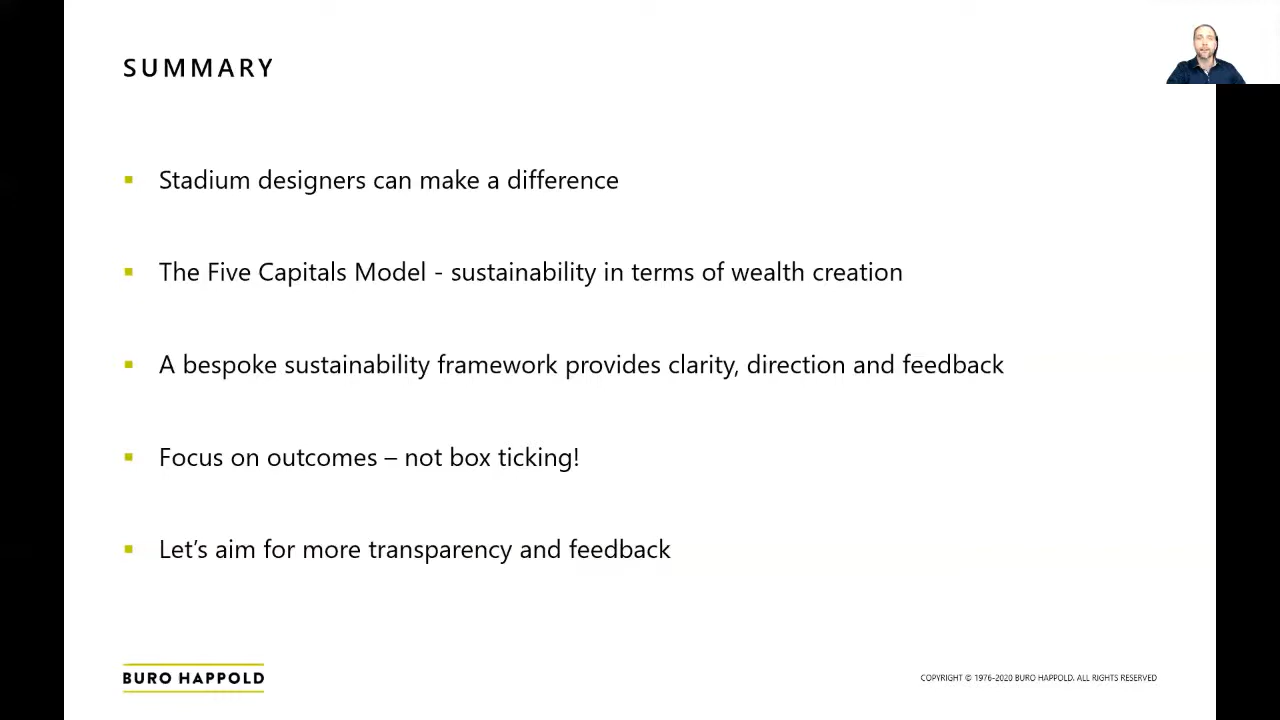 SUMMARY
Stadium designers can make a difference
The Five Capitals Model - sustainability in terms of wealth creation
A bespoke sustainability framework provides clarity, direction and feedback
Focus on outcomes – not box ticking!
Let’s aim for more transparency and feedback
BURO HAPPOLD
COPYRIGHT © 1976-2020 BURO HAPPOLD. ALL RIGHTS RESERVED